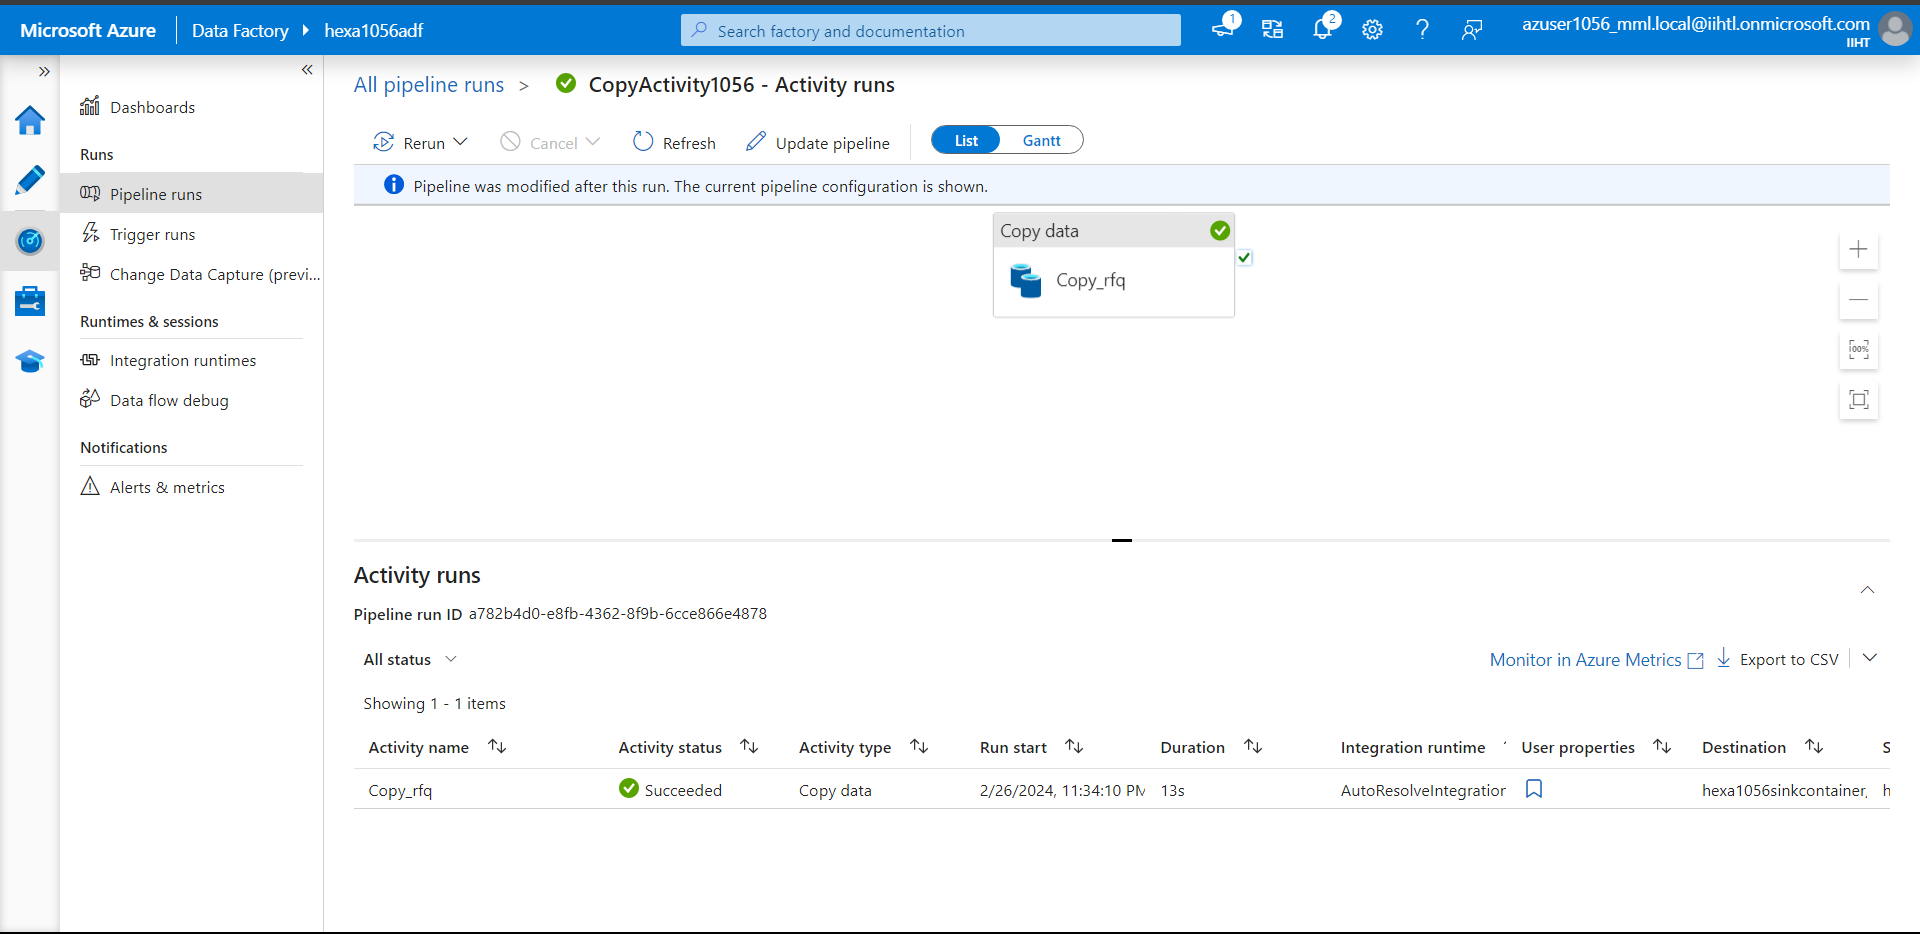 Microsoft Azure
Data Factory
hexa1056adf
Search factory and documentation
1
2
azuser1056_mml.local@iihtl.onmicrosoft.com
IIHT
Dashboards
Runs
Pipeline runs
Trigger runs
Change Data Capture (previ...
Runtimes & sessions
Integration runtimes
Data flow debug
Notifications
Alerts & metrics
All pipeline runs > CopyActivity1056 - Activity runs
Rerun
Cancel
Refresh
Update pipeline
List
Gantt
Pipeline was modified after this run. The current pipeline configuration is shown.
Copy data
Copy_rfq
100%
Activity runs
Pipeline run ID a782b4d0-e8fb-4362-8f9b-6cce866e4878
All status
Monitor in Azure Metrics
Export to CSV
Showing 1 - 1 items
Activity name Activity status Activity type Run start Duration Integration runtime User properties Destination S
Copy_rfq Succeeded Copy data 2/26/2024, 11:34:10 PM 13s AutoResolveIntegration hexa1056sinkcontainer, h